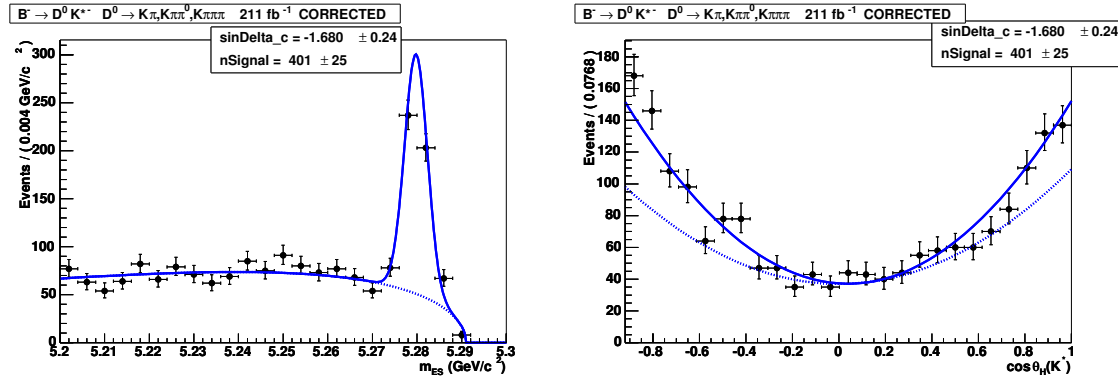 B⁻ → D⁰ K*⁻ D⁰ → Kπ,Kππ⁰,Kπππ 211 fb⁻¹ CORRECTED
sinDelta_c = -1.680 ± 0.24
nSignal = 401 ± 25
Events / ( 0.004 GeV/c² )
300
250
200
150
100
50
0
5.2 5.21 5.22 5.23 5.24 5.25 5.26 5.27 5.28 5.29 5.3
m_ES (GeV/c²)
B⁻ → D⁰ K*⁻ D⁰ → Kπ,Kππ⁰,Kπππ 211 fb⁻¹ CORRECTED
sinDelta_c = -1.680 ± 0.24
nSignal = 401 ± 25
Events / ( 0.0768 )
180
160
140
120
100
80
60
40
20
0
-0.8 -0.6 -0.4 -0.2 0 0.2 0.4 0.6 0.8 1
cosθ_H(K*)